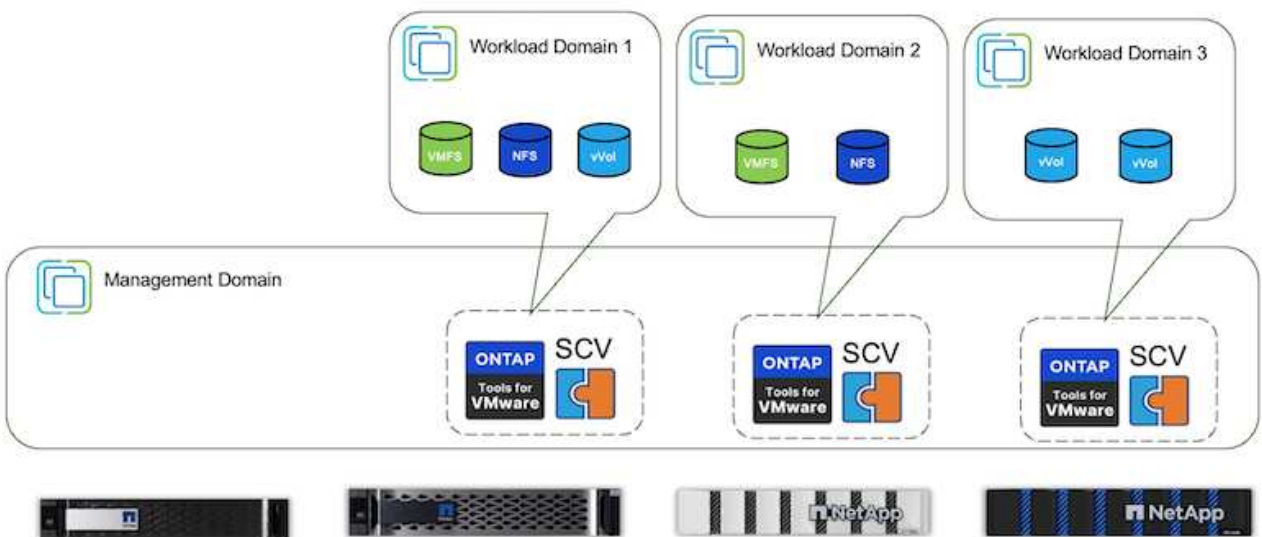 Workload Domain 1
Workload Domain 2
Workload Domain 3
VMFS
NFS
vVol
VMFS
NFS
vVol
vVol
Management Domain
ONTAP
Tools for
VMware
SCV
ONTAP
Tools for
VMware
SCV
ONTAP
Tools for
VMware
SCV
NetApp
NetApp